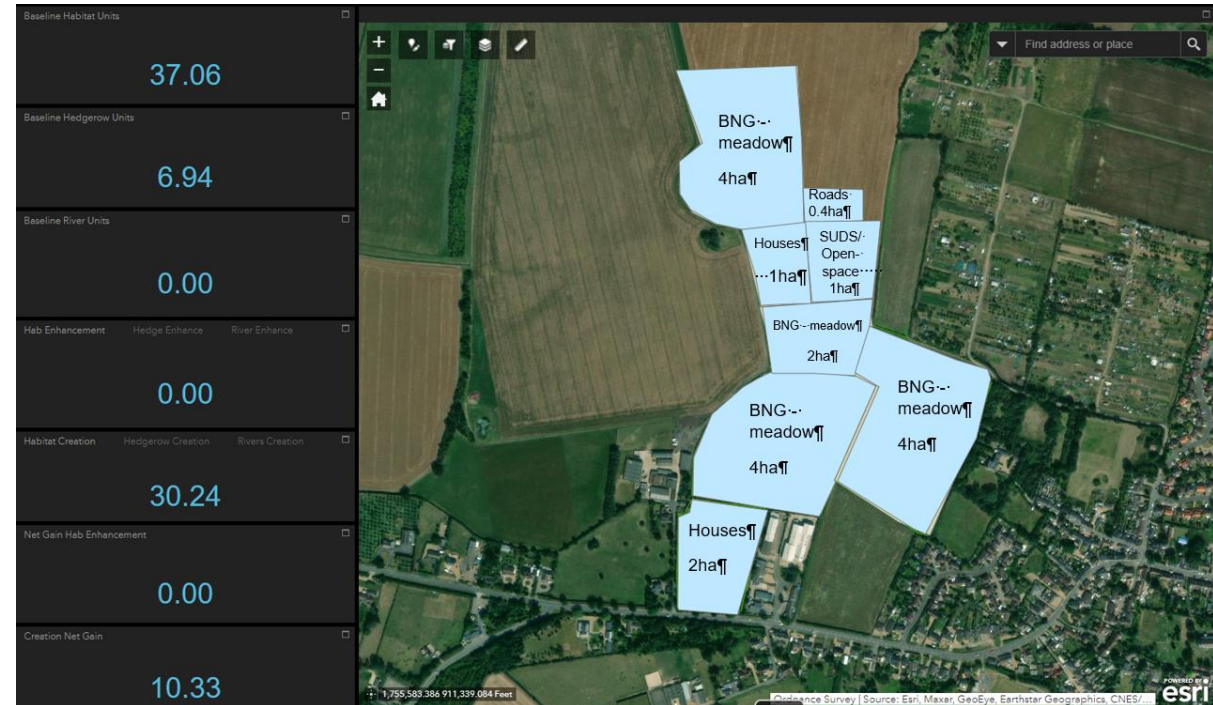 Baseline Habitat Units
37.06
Baseline Hedgerow Units
6.94
Baseline River Units
0.00
Hab Enhancement Hedge Enhance River Enhance
0.00
Habitat Creation Hedgerow Creation Rivers Creation
30.24
Net Gain Hab Enhancement
0.00
Creation Net Gain
10.33
Find address or place
BNG·-·
meadow¶
4ha¶
Roads·
0.4ha¶
Houses¶
···1ha¶
SUDS/·
Open-·
space·····
1ha¶
BNG·-·meadow¶
2ha¶
BNG·-·
meadow¶
4ha¶
BNG·-·
meadow¶
4ha¶
Houses¶
2ha¶
1,755,583.386 911,339.084 Feet
Ordnance Survey | Source: Esri, Maxar, GeoEye, Earthstar Geographics, CNES/...
POWERED BY
esri